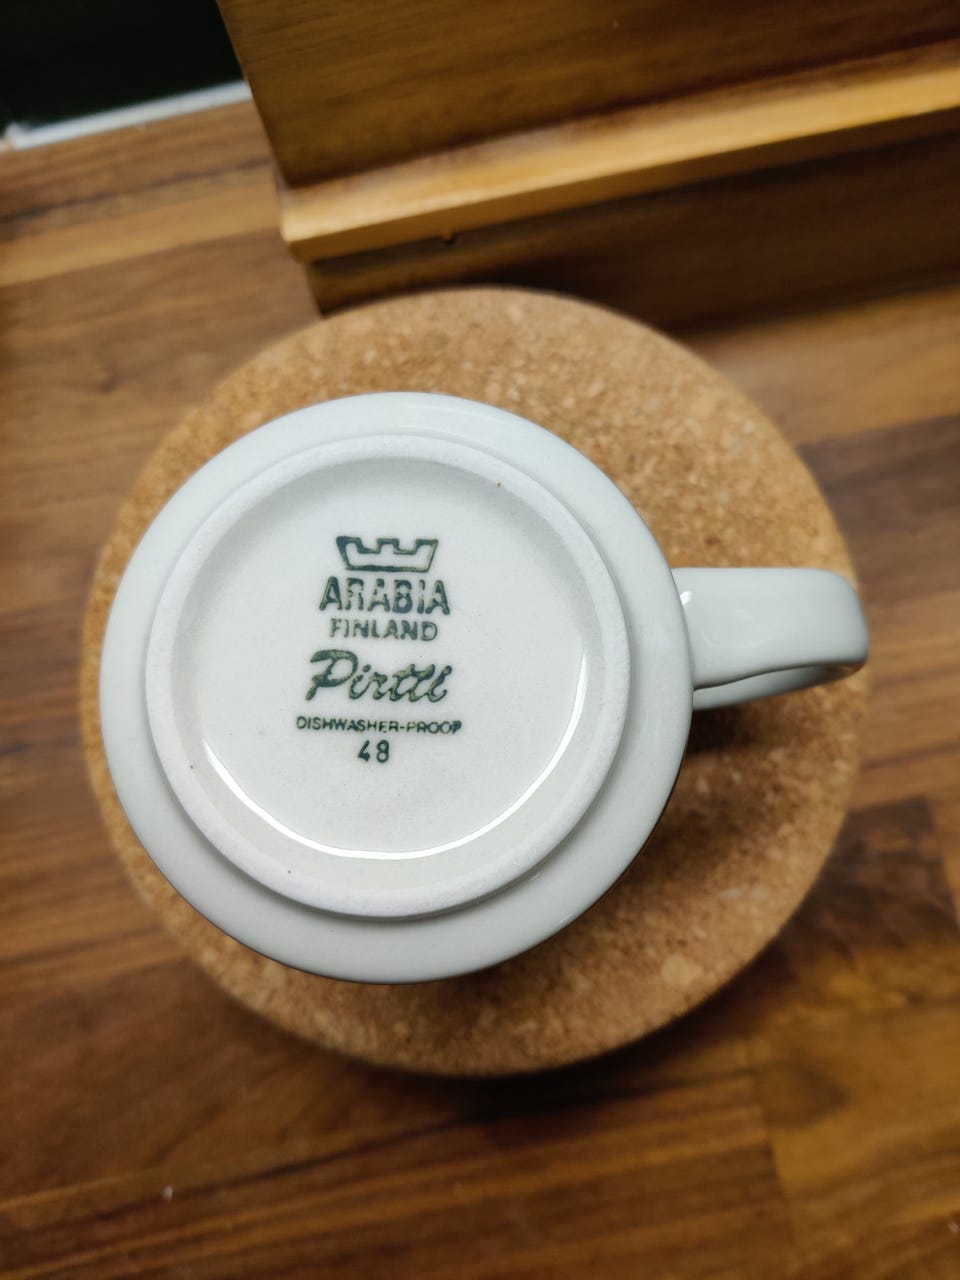 ARABIA
FINLAND
Pirtti
DISHWASHER-PROOF
48